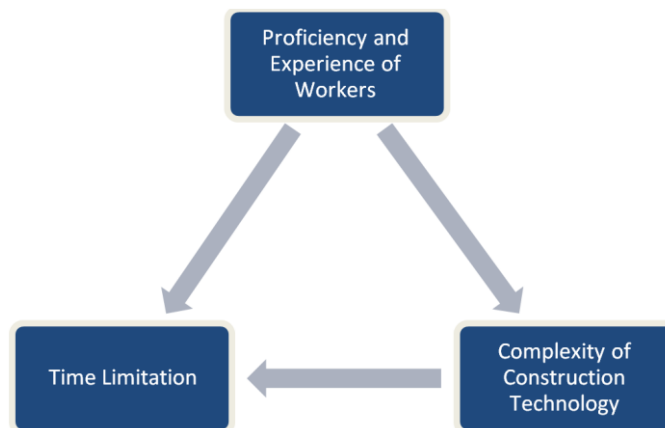 Proficiency and
Experience of
Workers
Time Limitation
Complexity of
Construction
Technology